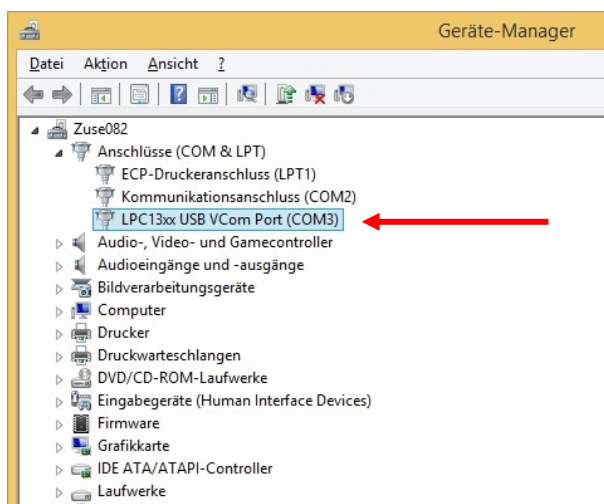 Geräte-Manager
Datei Aktion Ansicht ?
Zuse082
Anschlüsse (COM & LPT)
ECP-Druckeranschluss (LPT1)
Kommunikationsanschluss (COM2)
LPC13xx USB VCom Port (COM3)
Audio-, Video- und Gamecontroller
Audioeingänge und -ausgänge
Bildverarbeitungsgeräte
Computer
Drucker
Druckwarteschlangen
DVD/CD-ROM-Laufwerke
Eingabegeräte (Human Interface Devices)
Firmware
Grafikkarte
IDE ATA/ATAPI-Controller
Laufwerke